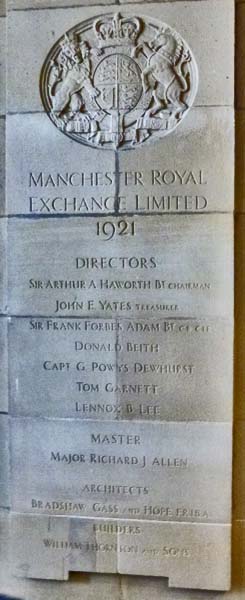 MANCHESTER ROYAL
EXCHANGE LIMITED
1921
DIRECTORS
SIR ARTHUR A HAWORTH BT CHAIRMAN
JOHN E YATES TREASURER
SIR FRANK FORBES ADAM BT
DONALD BEITH
CAPT G. POWYS DEWHURST
TOM GARNETT
LENNOX B LEE
MASTER
MAJOR RICHARD J ALLEN
ARCHITECTS
BRADSHAW GASS AND HOPE F.R.I.B.A
BUILDERS
WILLIAM THORNTON AND SONS